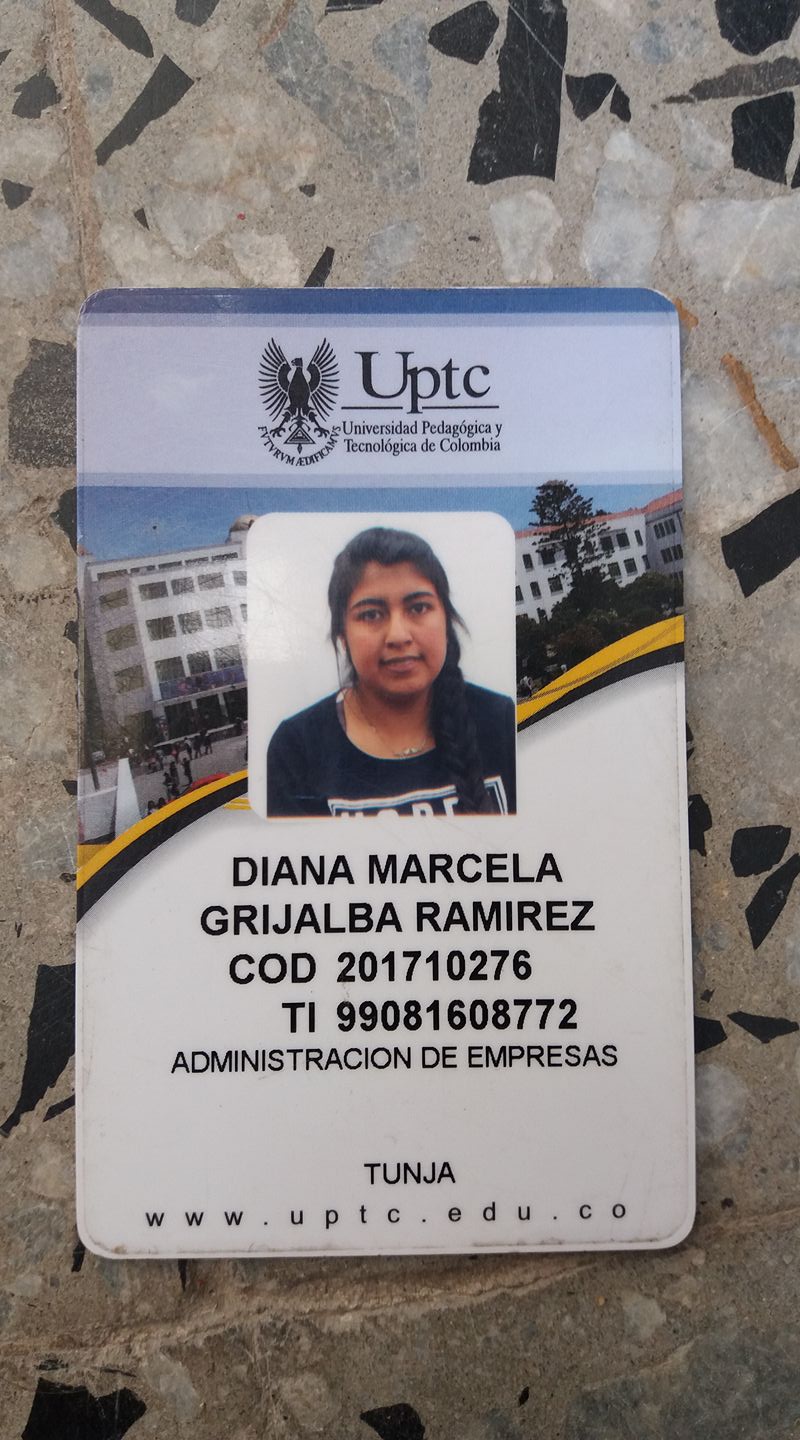 Uptc
Universidad Pedagógica y
Tecnológica de Colombia
FVTVRVM ÆDIFICAMVS
DIANA MARCELA
GRIJALBA RAMIREZ
COD 201710276
TI 99081608772
ADMINISTRACION DE EMPRESAS
TUNJA
www.uptc.edu.co